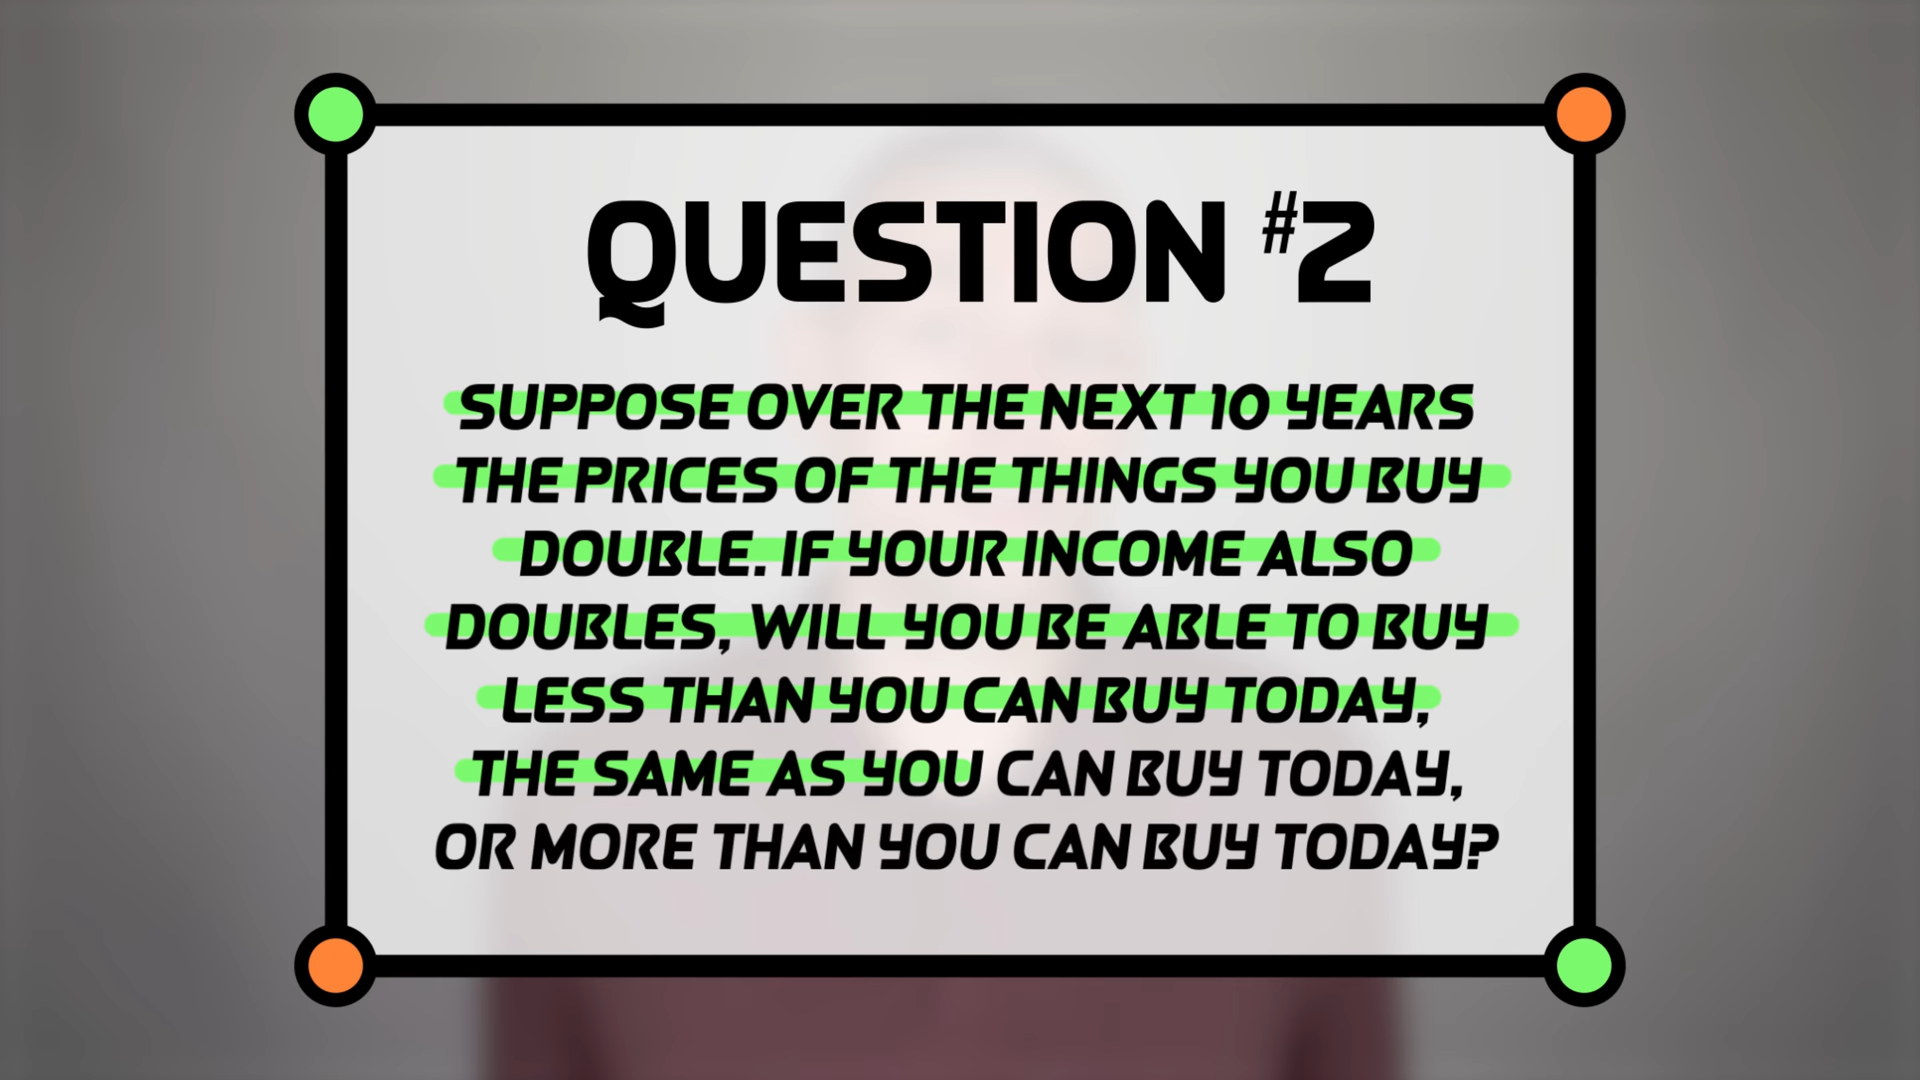 QUESTION #2
SUPPOSE OVER THE NEXT 10 YEARS
THE PRICES OF THE THINGS YOU BUY
DOUBLE. IF YOUR INCOME ALSO
DOUBLES, WILL YOU BE ABLE TO BUY
LESS THAN YOU CAN BUY TODAY,
THE SAME AS YOU CAN BUY TODAY,
OR MORE THAN YOU CAN BUY TODAY?